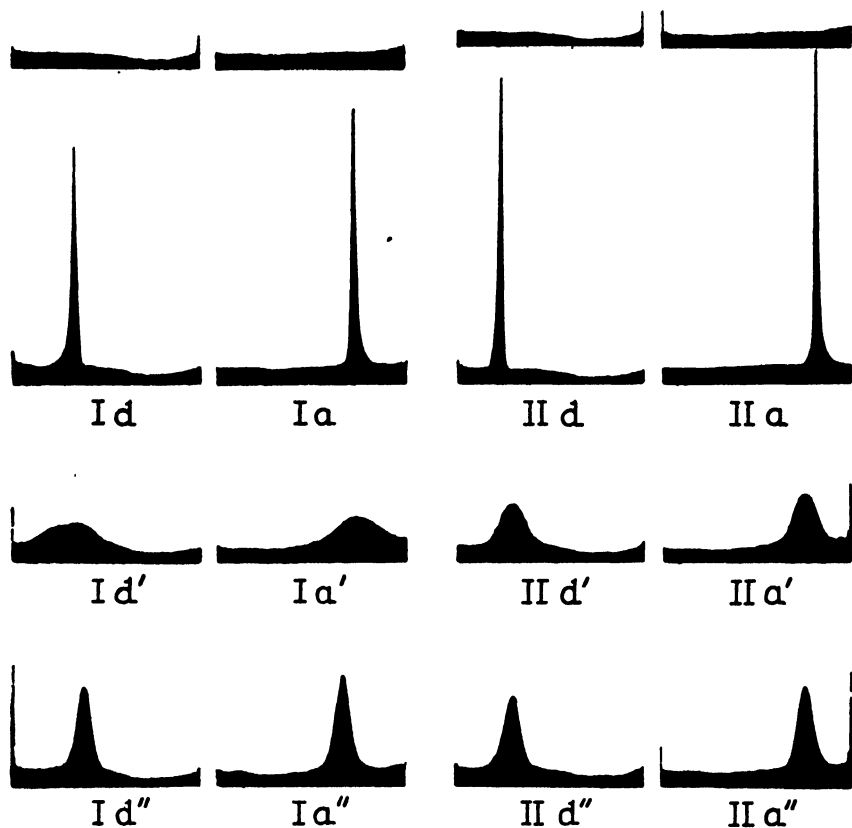 I d I a II d II a
I d′ I a′ II d′ II a′
I d″ I a″ II d″ II a″